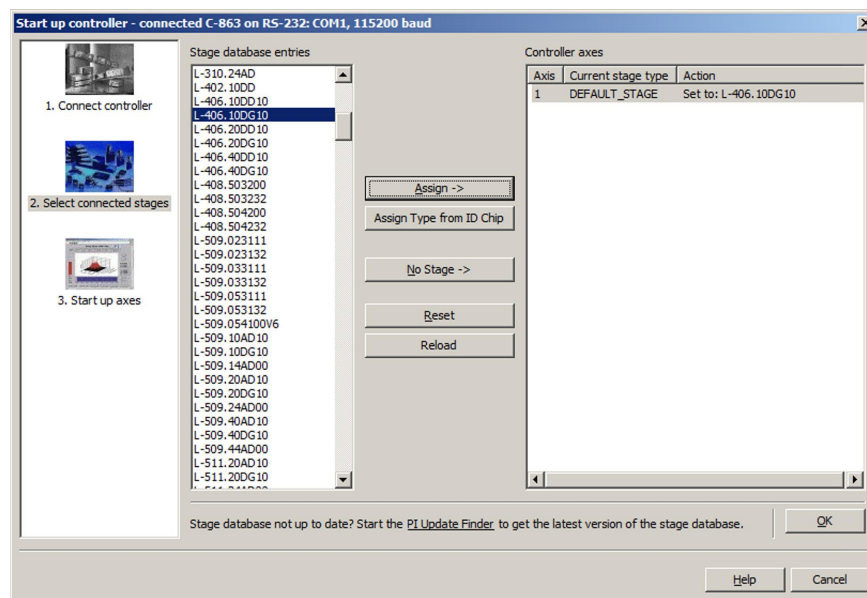 Start up controller - connected C-863 on RS-232: COM1, 115200 baud
1. Connect controller
2. Select connected stages
3. Start up axes
Stage database entries
L-310.24AD
L-402.10DD
L-406.10DD10
L-406.10DG10
L-406.20DD10
L-406.20DG10
L-406.40DD10
L-406.40DG10
L-408.503200
L-408.503232
L-408.504200
L-408.504232
L-509.023111
L-509.023132
L-509.033111
L-509.033132
L-509.053111
L-509.053132
L-509.054100V6
L-509.10AD10
L-509.10DG10
L-509.14AD00
L-509.20AD10
L-509.20DG10
L-509.24AD00
L-509.40AD10
L-509.40DG10
L-509.44AD00
L-511.20AD10
L-511.20DG10
Assign ->
Assign Type from ID Chip
No Stage ->
Reset
Reload
Controller axes
Axis Current stage type Action
1 DEFAULT_STAGE Set to: L-406.10DG10
Stage database not up to date? Start the PI Update Finder to get the latest version of the stage database.
OK
Help Cancel